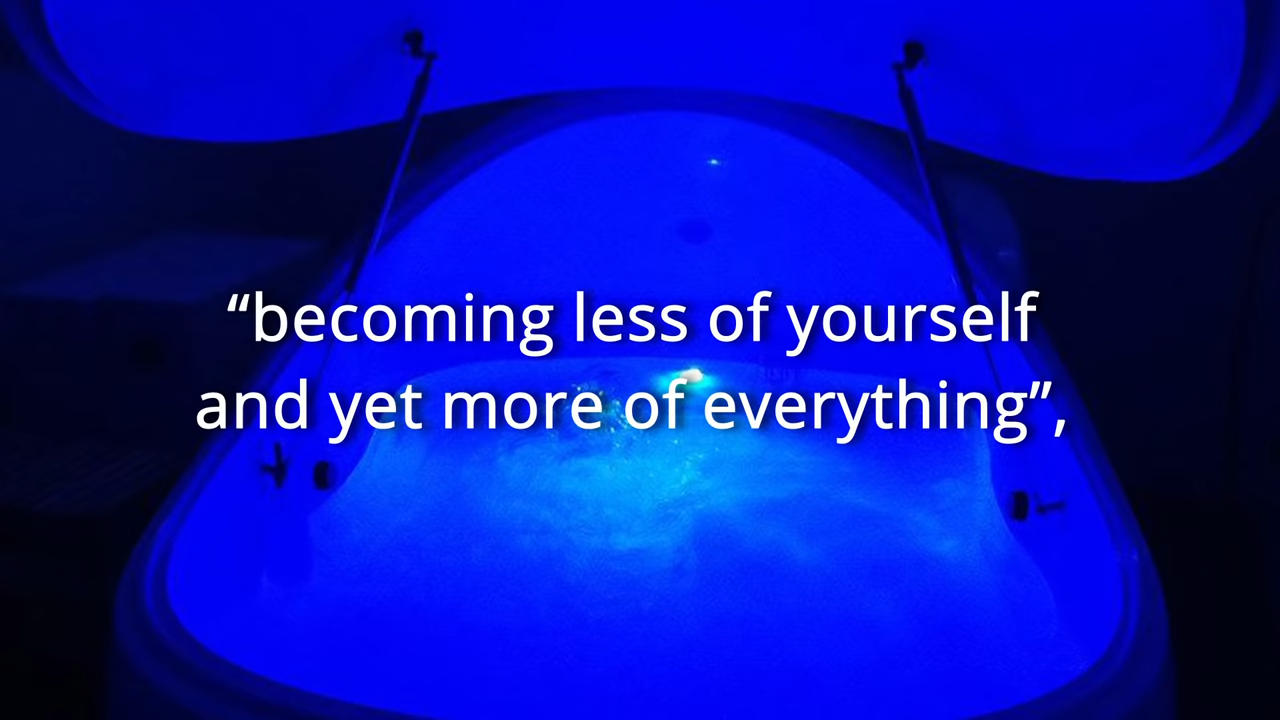 “becoming less of yourself
and yet more of everything”,